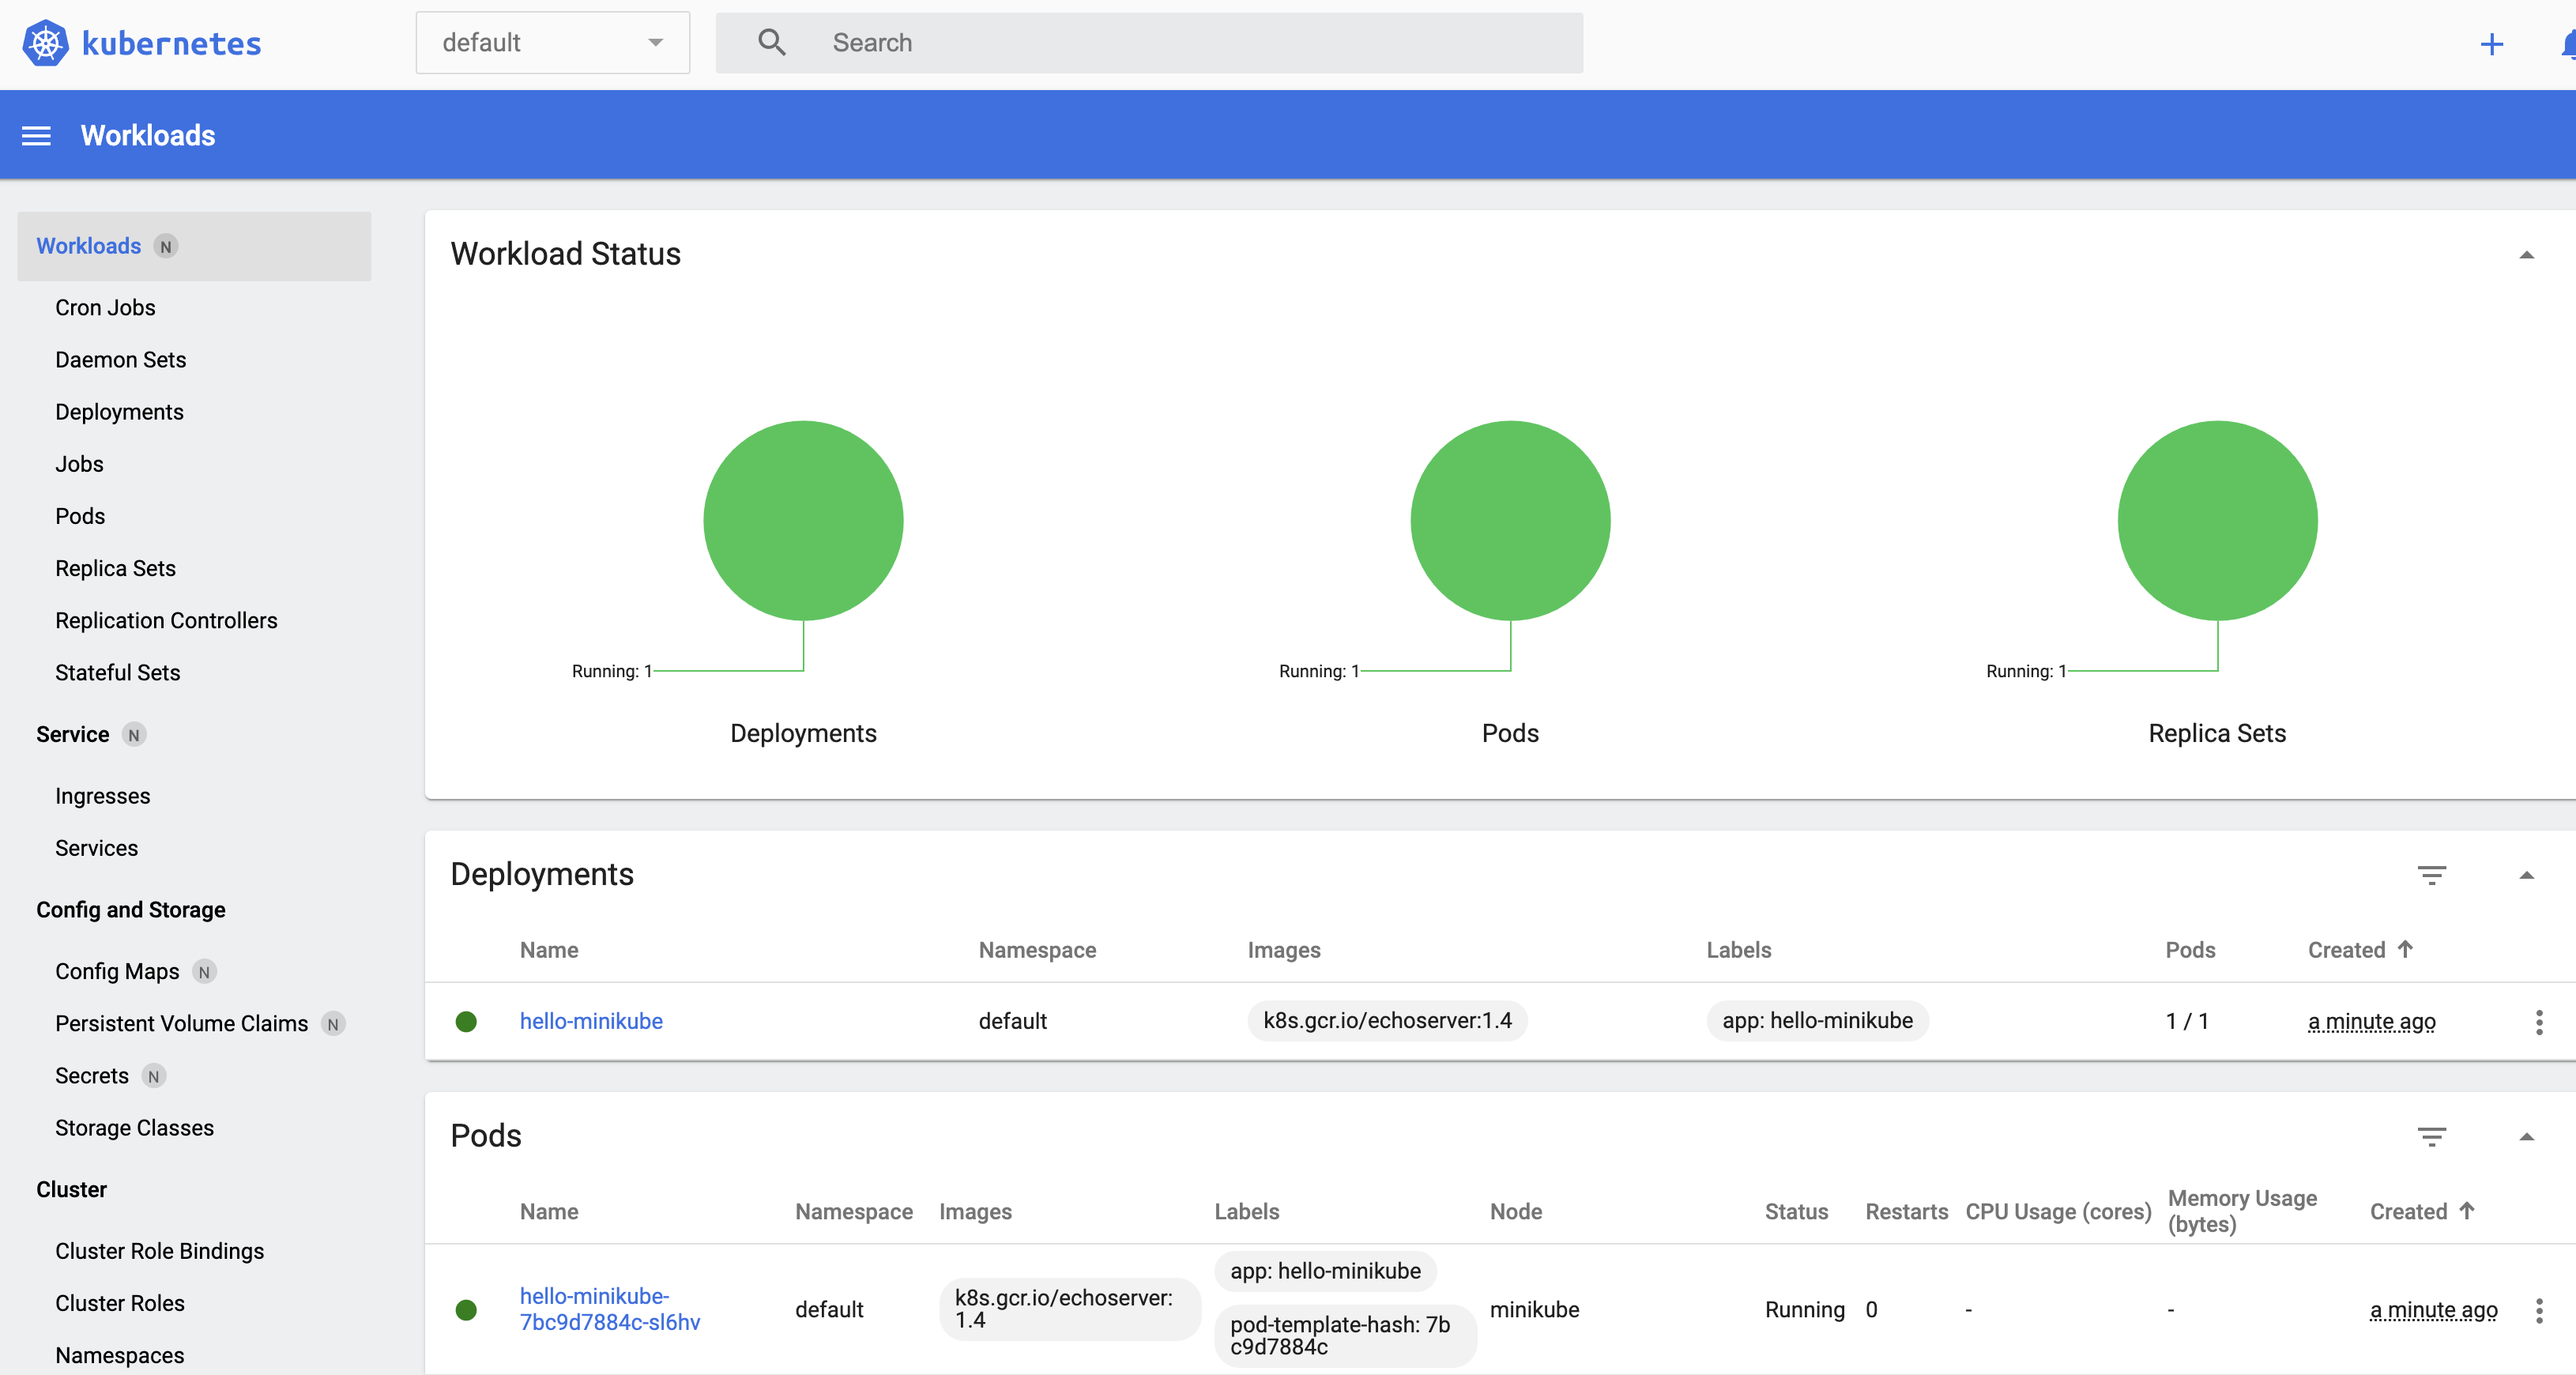 kubernetes
default
Search
Workloads
Workloads N
Cron Jobs
Daemon Sets
Deployments
Jobs
Pods
Replica Sets
Replication Controllers
Stateful Sets
Service N
Ingresses
Services
Config and Storage
Config Maps N
Persistent Volume Claims N
Secrets N
Storage Classes
Cluster
Cluster Role Bindings
Cluster Roles
Namespaces
Workload Status
Running: 1
Deployments
Running: 1
Pods
Running: 1
Replica Sets
Deployments
Name Namespace Images Labels Pods Created
hello-minikube default k8s.gcr.io/echoserver:1.4 app: hello-minikube 1 / 1 a minute ago
Pods
Name Namespace Images Labels Node Status Restarts CPU Usage (cores) Memory Usage
(bytes) Created
hello-minikube-
7bc9d7884c-sl6hv
default
k8s.gcr.io/echoserver:
1.4
app: hello-minikube
pod-template-hash: 7b
c9d7884c
minikube
Running 0 - - a minute ago